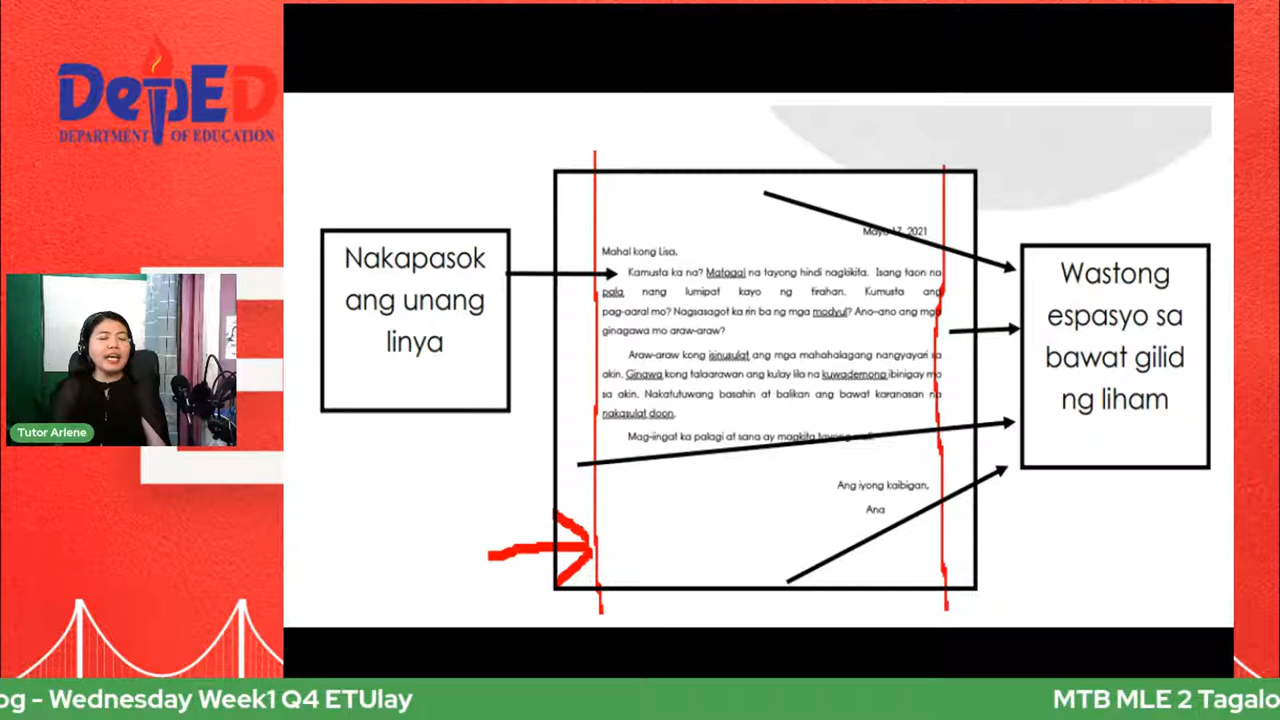 DepED
DEPARTMENT OF EDUCATION
Nakapasok
ang unang
linya
Mayo 17, 2021
Mahal kong Lisa,
Kamusta ka na? Matagal na tayong hindi nagkikita. Isang taon na
pala nang lumipat kayo ng tirahan. Kumusta ang
pag-aaral mo? Nagsasagot ka rin ba ng mga modyul? Ano-ano ang mga
ginagawa mo araw-araw?
Araw-araw kong isinusulat ang mga mahahalagang nangyayari sa
akin. Ginawa kong talaarawan ang kulay lila na kuwadernong ibinigay mo
sa akin. Nakatutuwang basahin at balikan ang bawat karanasan na
nakasulat doon.
Mag-iingat ka palagi at sana ay magkita tayong
Ang iyong kaibigan,
Ana
Wastong
espasyo sa
bawat gilid
ng liham
Tutor Arlene
og - Wednesday Week1 Q4 ETUlay
MTB MLE 2 Tagalo